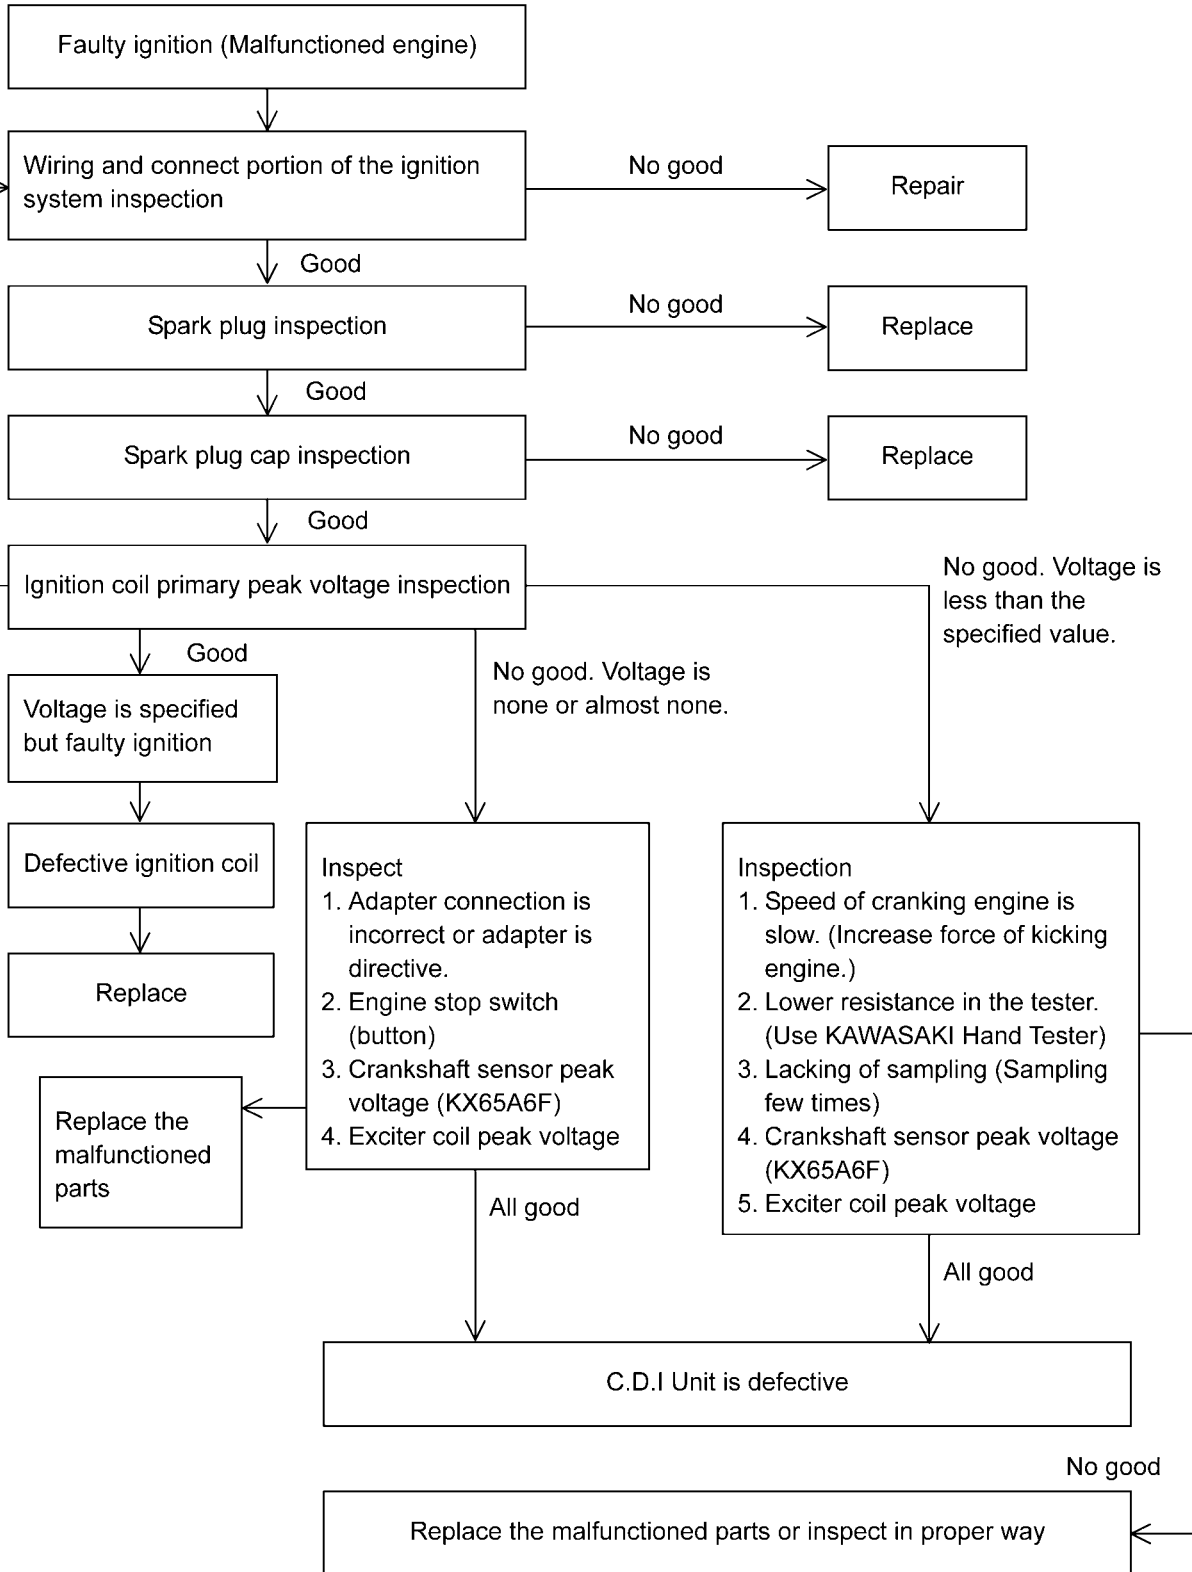 Faulty ignition (Malfunctioned engine)
Wiring and connect portion of the ignition
system inspection
No good
Repair
Good
Spark plug inspection
No good
Replace
Good
Spark plug cap inspection
No good
Replace
Good
Ignition coil primary peak voltage inspection
No good. Voltage is
less than the
specified value.
Good
No good. Voltage is
none or almost none.
Voltage is specified
but faulty ignition
Defective ignition coil
Replace
Inspect
1. Adapter connection is
incorrect or adapter is
directive.
2. Engine stop switch
(button)
3. Crankshaft sensor peak
voltage (KX65A6F)
4. Exciter coil peak voltage
Inspection
1. Speed of cranking engine is
slow. (Increase force of kicking
engine.)
2. Lower resistance in the tester.
(Use KAWASAKI Hand Tester)
3. Lacking of sampling (Sampling
few times)
4. Crankshaft sensor peak voltage
(KX65A6F)
5. Exciter coil peak voltage
Replace the
malfunctioned
parts
All good
All good
C.D.I Unit is defective
No good
Replace the malfunctioned parts or inspect in proper way